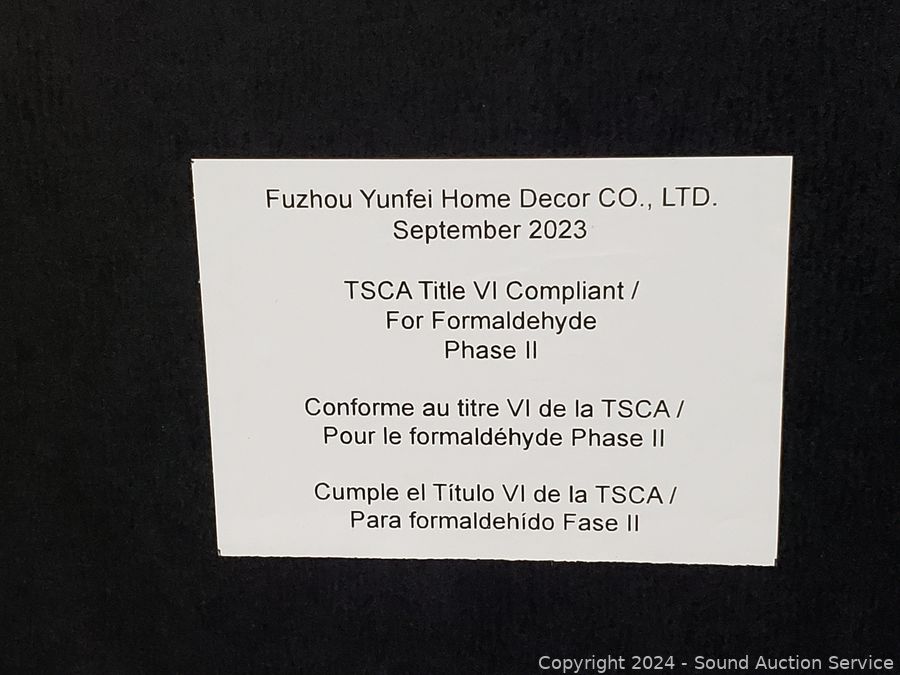 Fuzhou Yunfei Home Decor CO., LTD.
September 2023
TSCA Title VI Compliant /
For Formaldehyde
Phase II
Conforme au titre VI de la TSCA /
Pour le formaldéhyde Phase II
Cumple el Título VI de la TSCA /
Para formaldehído Fase II
Copyright 2024 - Sound Auction Service